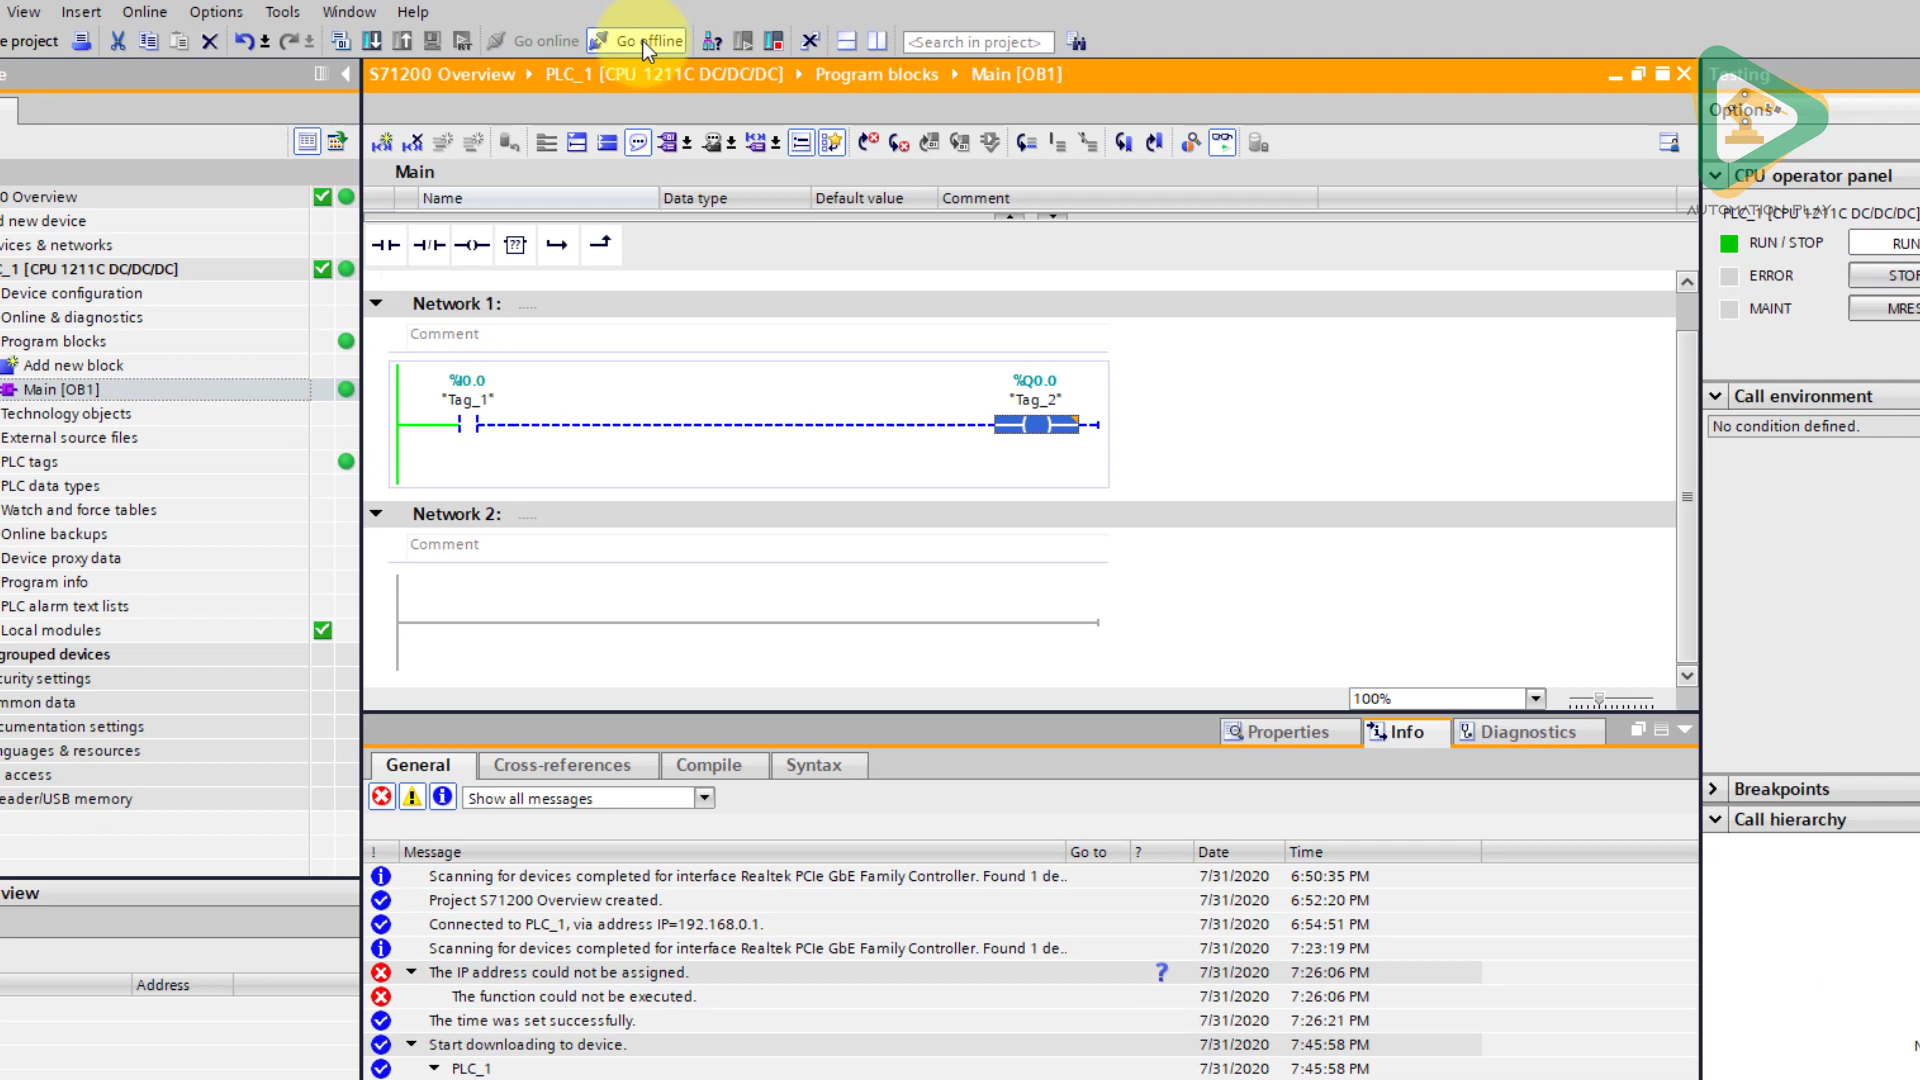 View Insert Online Options Tools Window Help
e project Go online Go offline <Search in project>
e S71200 Overview PLC_1 [CPU 1211C DC/DC/DC] Program blocks Main [OB1] Testing
Options
Main
Name Data type Default value Comment
CPU operator panel
AUTOMATION PLAY
PLC_1 [CPU 1211C DC/DC/DC]
RUN / STOP RUN
ERROR STOP
MAINT MRES
0 Overview
d new device
vices & networks
C_1 [CPU 1211C DC/DC/DC]
Device configuration
Online & diagnostics
Program blocks
Add new block
Main [OB1]
Technology objects
External source files
PLC tags
PLC data types
Watch and force tables
Online backups
Device proxy data
Program info
PLC alarm text lists
Local modules
grouped devices
curity settings
mmon data
cumentation settings
nguages & resources
access
eader/USB memory
view
Address
Network 1: .....
Comment
%I0.0 %Q0.0
"Tag_1" "Tag_2"
Network 2: .....
Comment
100%
Call environment
No condition defined.
Breakpoints
Call hierarchy
Properties Info Diagnostics
General Cross-references Compile Syntax
Show all messages
! Message Go to ? Date Time
Scanning for devices completed for interface Realtek PCIe GbE Family Controller. Found 1 de.. 7/31/2020 6:50:35 PM
Project S71200 Overview created. 7/31/2020 6:52:20 PM
Connected to PLC_1, via address IP=192.168.0.1. 7/31/2020 6:54:51 PM
Scanning for devices completed for interface Realtek PCIe GbE Family Controller. Found 1 de.. 7/31/2020 7:23:19 PM
The IP address could not be assigned. ? 7/31/2020 7:26:06 PM
The function could not be executed. 7/31/2020 7:26:06 PM
The time was set successfully. 7/31/2020 7:26:21 PM
Start downloading to device. 7/31/2020 7:45:58 PM
PLC_1 7/31/2020 7:45:58 PM